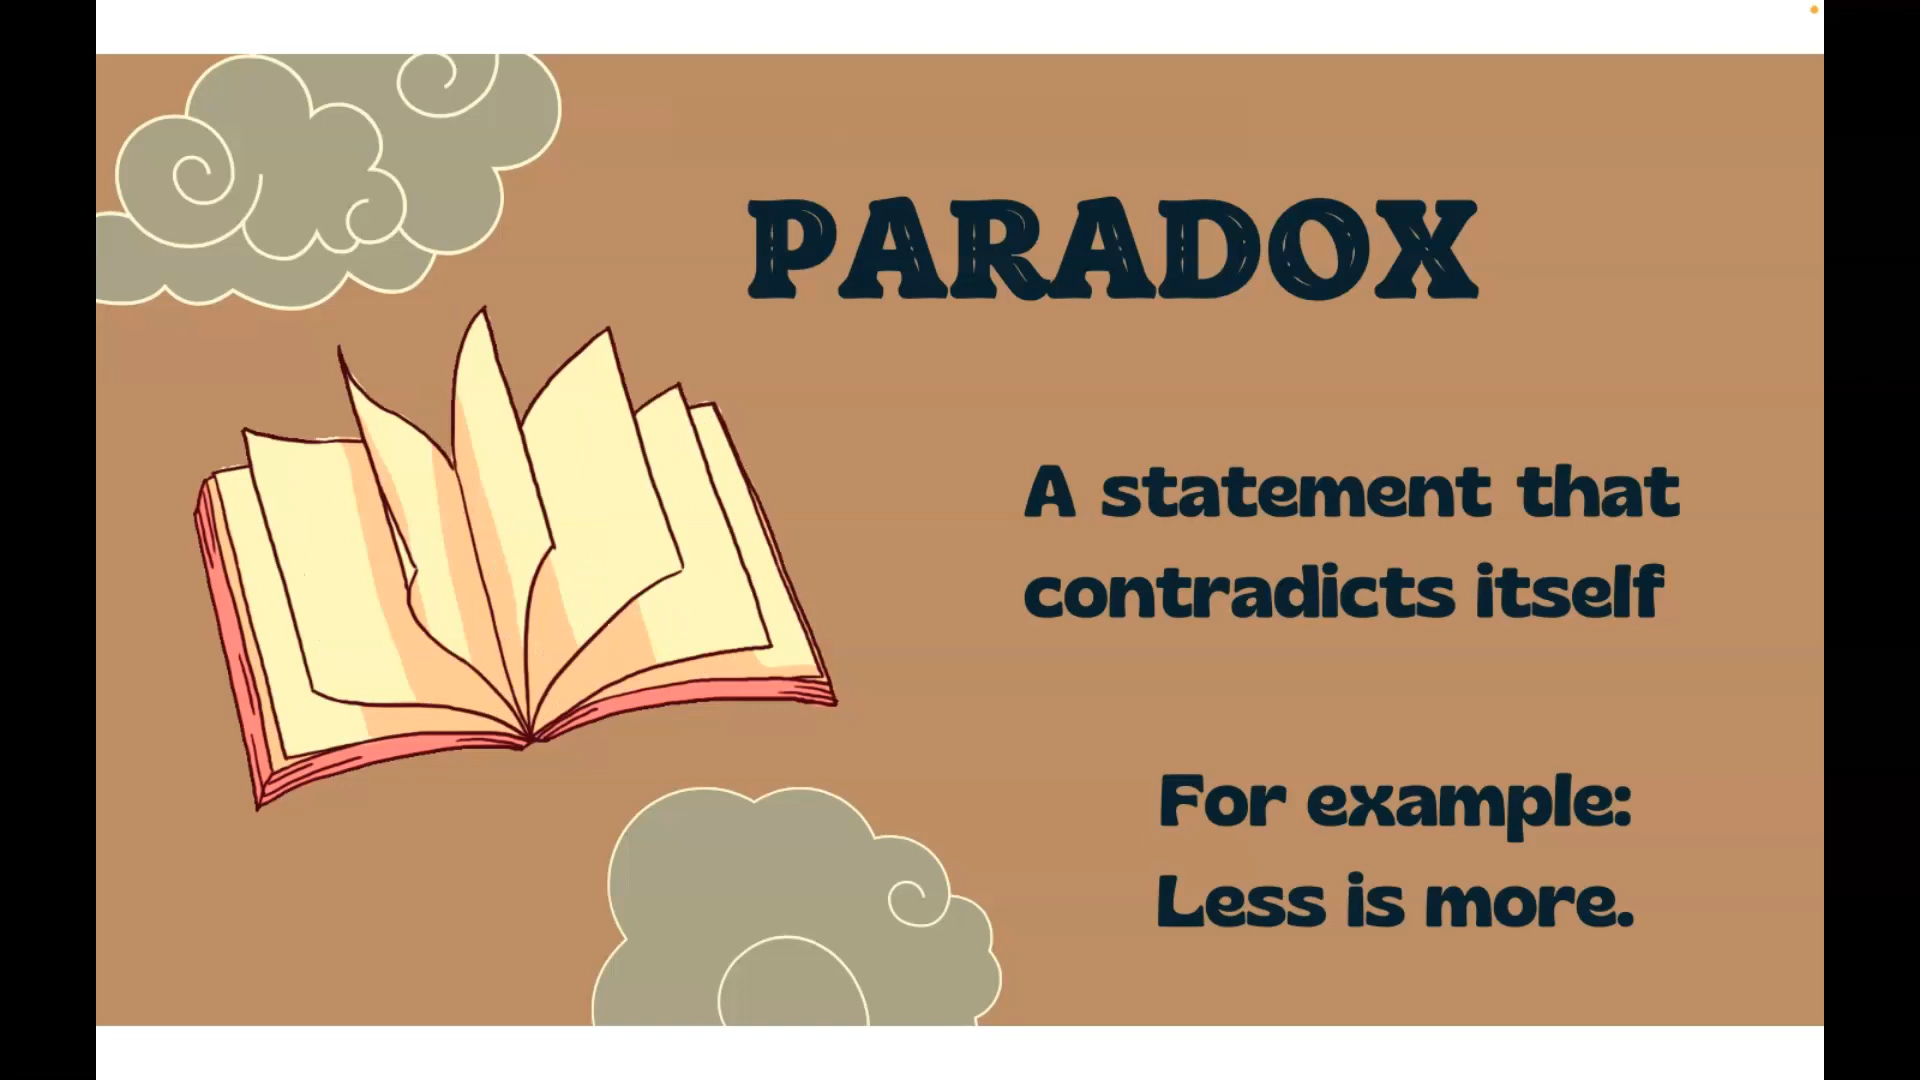 PARADOX
A statement that
contradicts itself
For example:
Less is more.